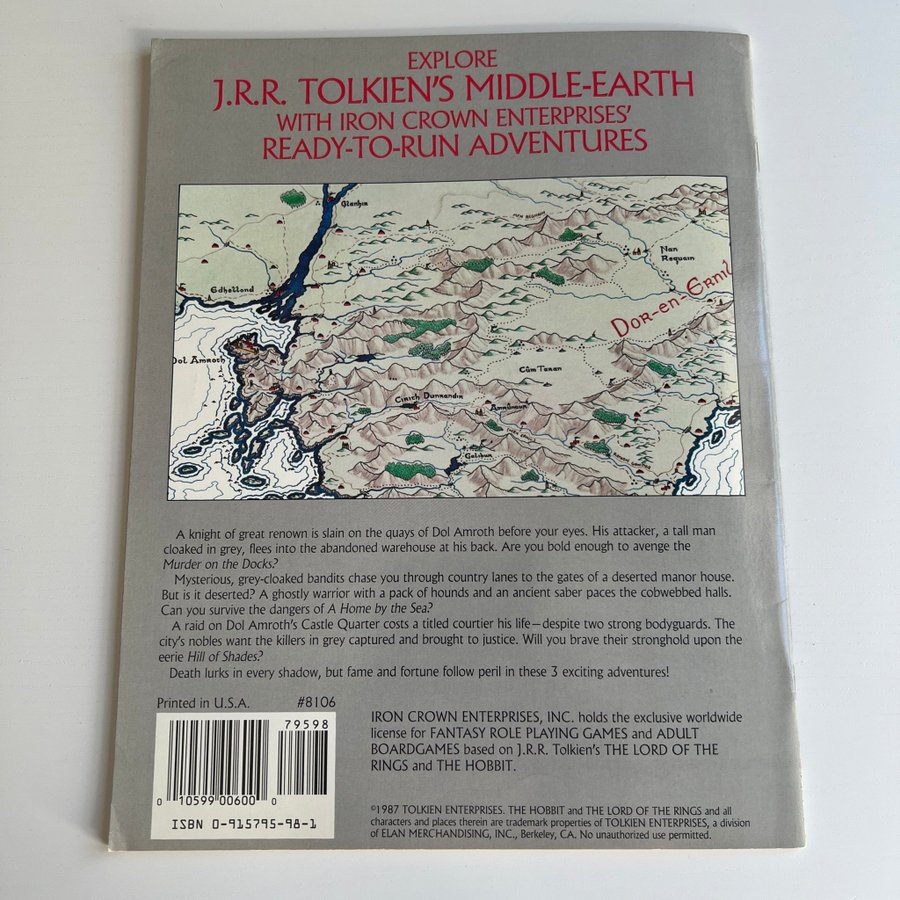 EXPLORE
J.R.R. TOLKIEN'S MIDDLE-EARTH
WITH IRON CROWN ENTERPRISES'
READY-TO-RUN ADVENTURES
Glanhir
Nan
Requain
Edhellond
Dor-en-Ernil
Dol Amroth
Cûm Tanan
Cirith Dunrandir
Galibur
A knight of great renown is slain on the quays of Dol Amroth before your eyes. His attacker, a tall man
cloaked in grey, flees into the abandoned warehouse at his back. Are you bold enough to avenge the
Murder on the Docks?
Mysterious, grey-cloaked bandits chase you through country lanes to the gates of a deserted manor house.
But is it deserted? A ghostly warrior with a pack of hounds and an ancient saber paces the cobwebbed halls.
Can you survive the dangers of A Home by the Sea?
A raid on Dol Amroth's Castle Quarter costs a titled courtier his life—despite two strong bodyguards. The
city's nobles want the killers in grey captured and brought to justice. Will you brave their stronghold upon the
eerie Hill of Shades?
Death lurks in every shadow, but fame and fortune follow peril in these 3 exciting adventures!
Printed in U.S.A. #8106
79598
0 10599 00600 0
ISBN 0-915795-98-1
IRON CROWN ENTERPRISES, INC. holds the exclusive worldwide
license for FANTASY ROLE PLAYING GAMES and ADULT
BOARDGAMES based on J.R.R. Tolkien's THE LORD OF THE
RINGS and THE HOBBIT.
©1987 TOLKIEN ENTERPRISES. THE HOBBIT and THE LORD OF THE RINGS and all
characters and places therein are trademark properties of TOLKIEN ENTERPRISES, a division
of ELAN MERCHANDISING, INC., Berkeley, CA. No unauthorized use permitted.